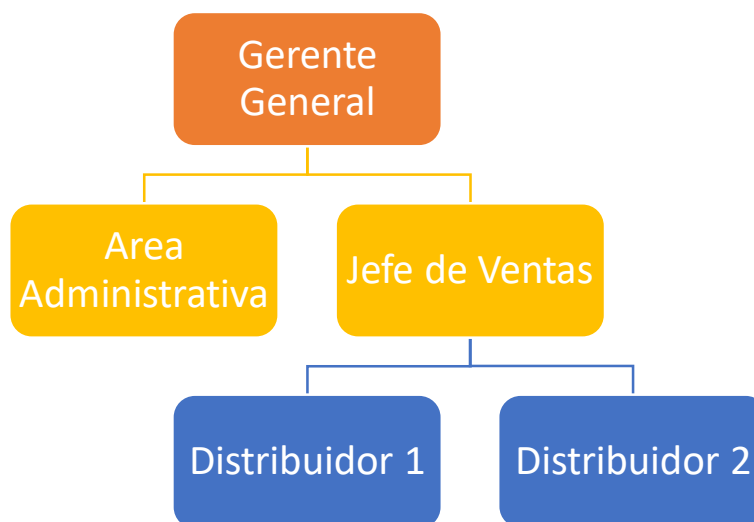 Gerente
General
Area
Administrativa
Jefe de Ventas
Distribuidor 1
Distribuidor 2